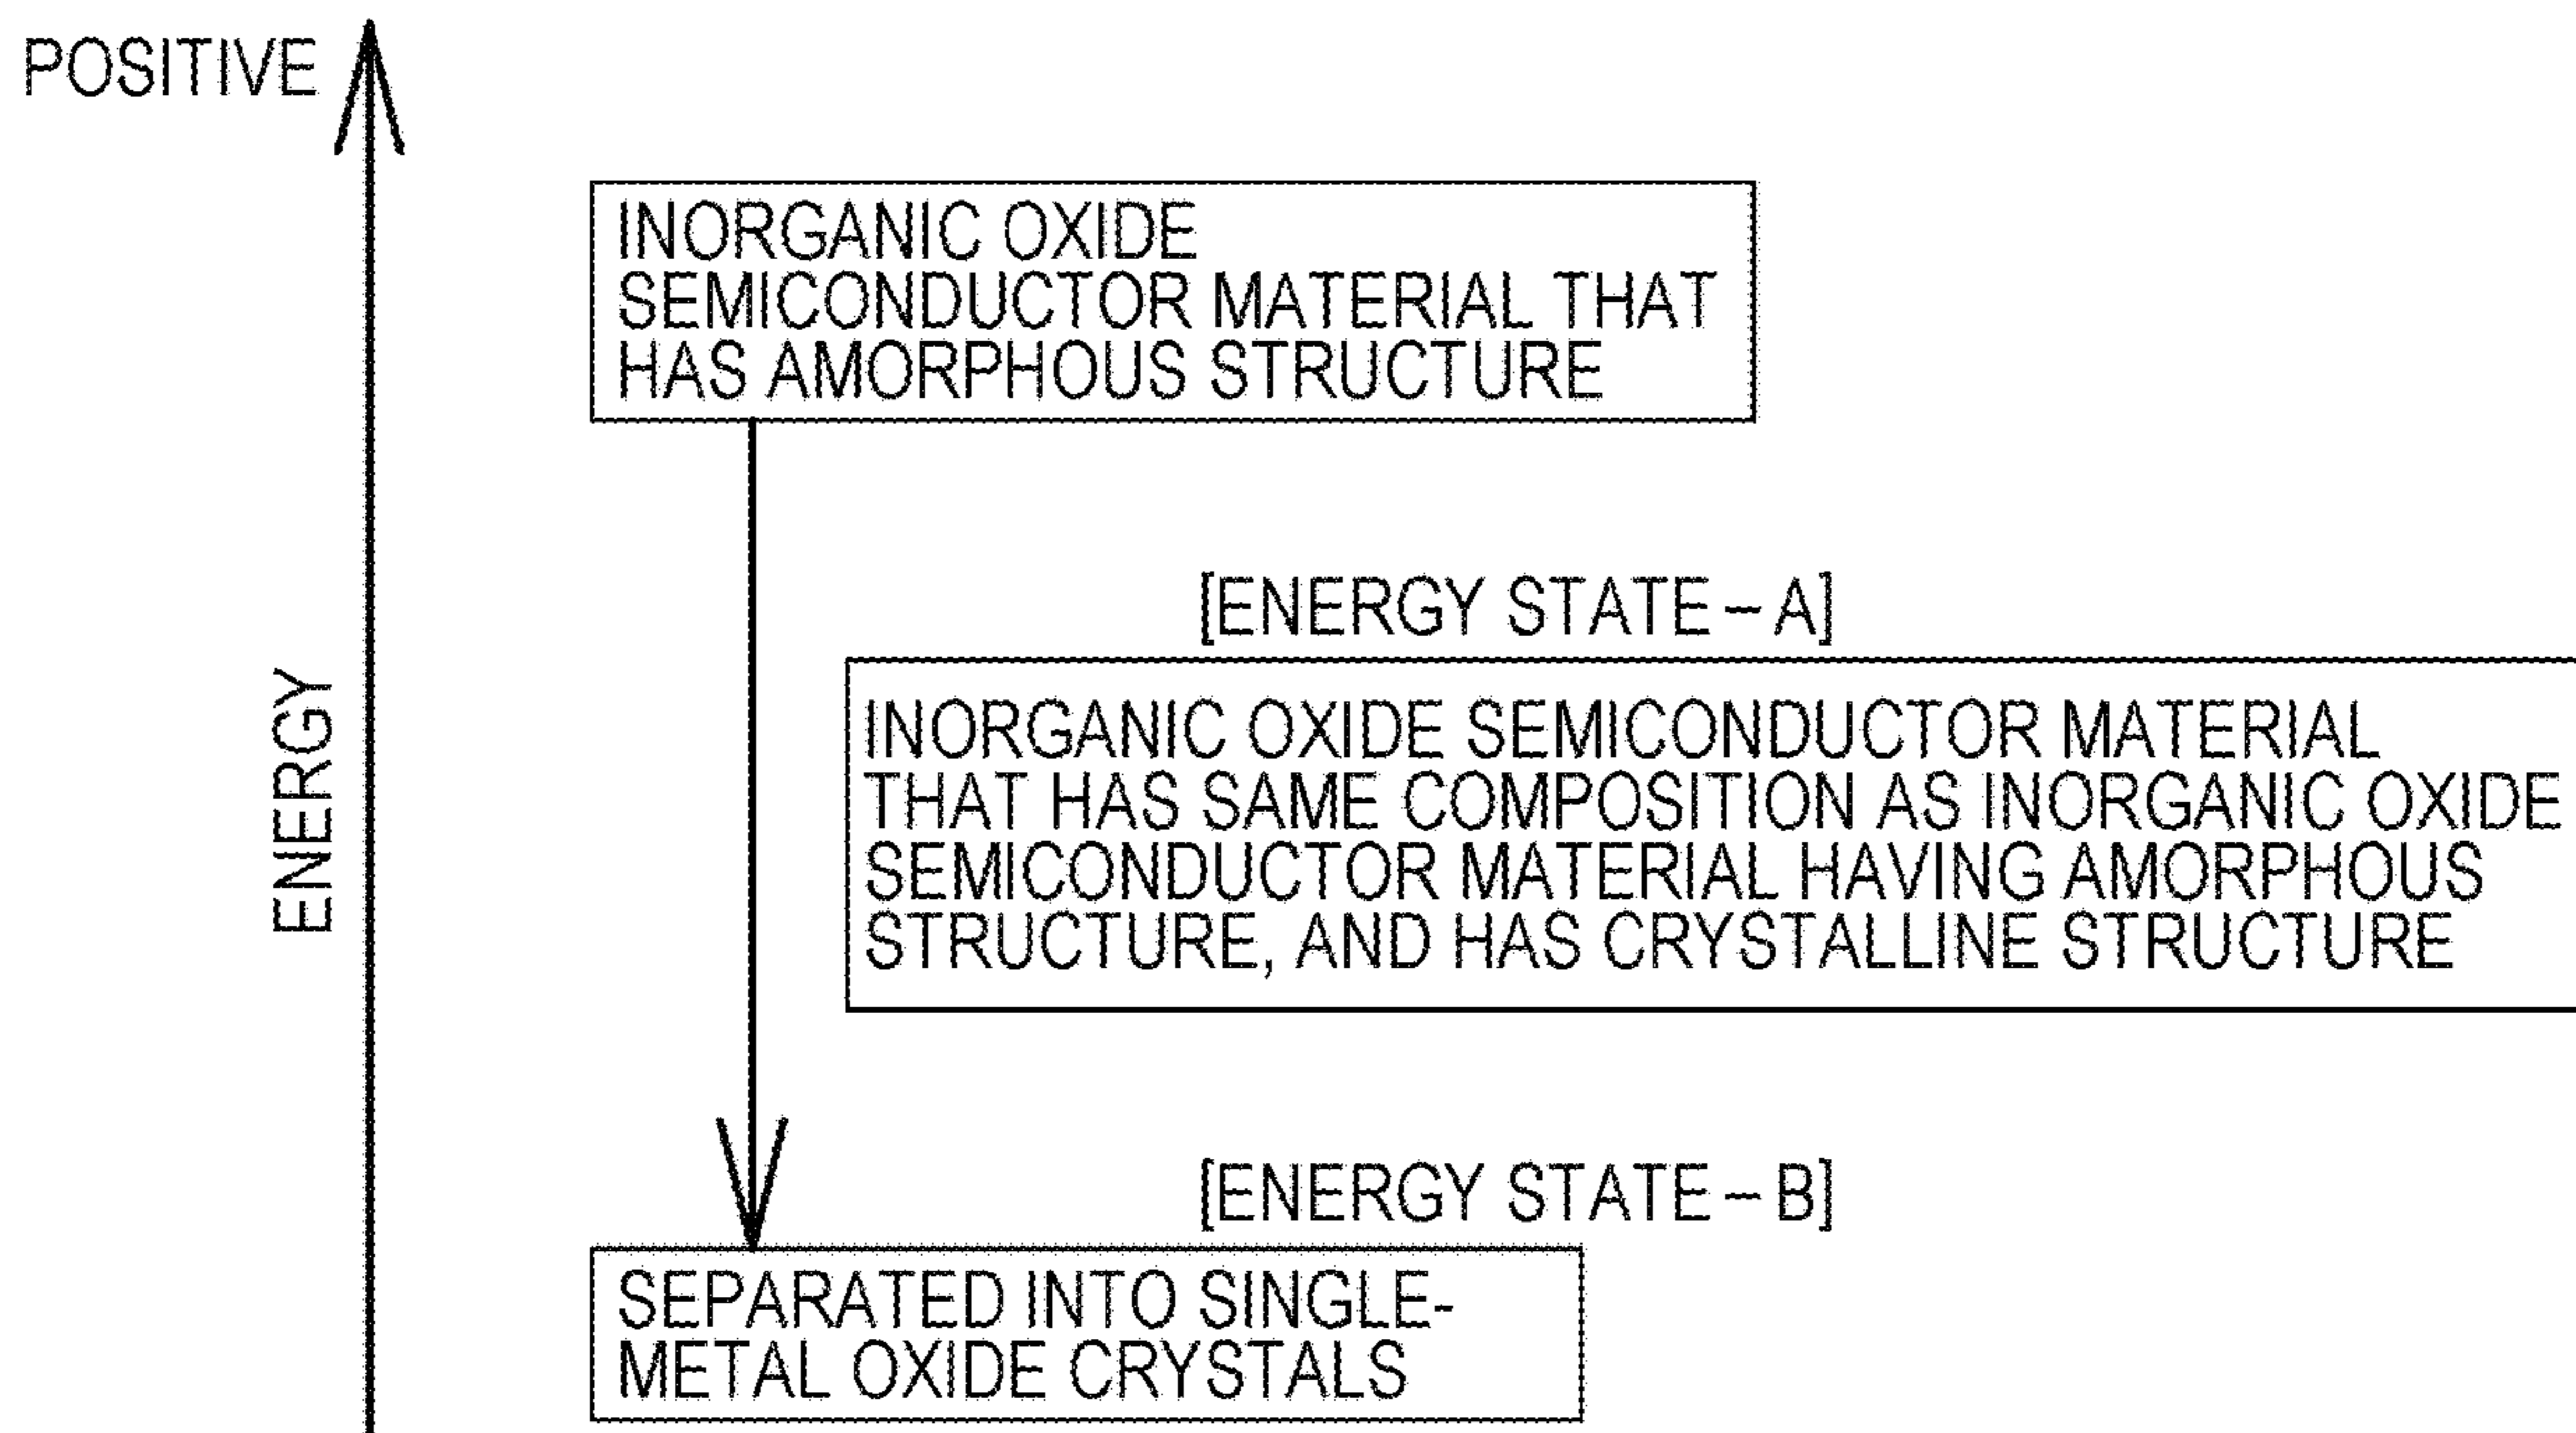 POSITIVE
INORGANIC OXIDE
SEMICONDUCTOR MATERIAL THAT
HAS AMORPHOUS STRUCTURE
[ENERGY STATE – A]
ENERGY
INORGANIC OXIDE SEMICONDUCTOR MATERIAL
THAT HAS SAME COMPOSITION AS INORGANIC OXIDE
SEMICONDUCTOR MATERIAL HAVING AMORPHOUS
STRUCTURE, AND HAS CRYSTALLINE STRUCTURE
[ENERGY STATE – B]
SEPARATED INTO SINGLE-
METAL OXIDE CRYSTALS